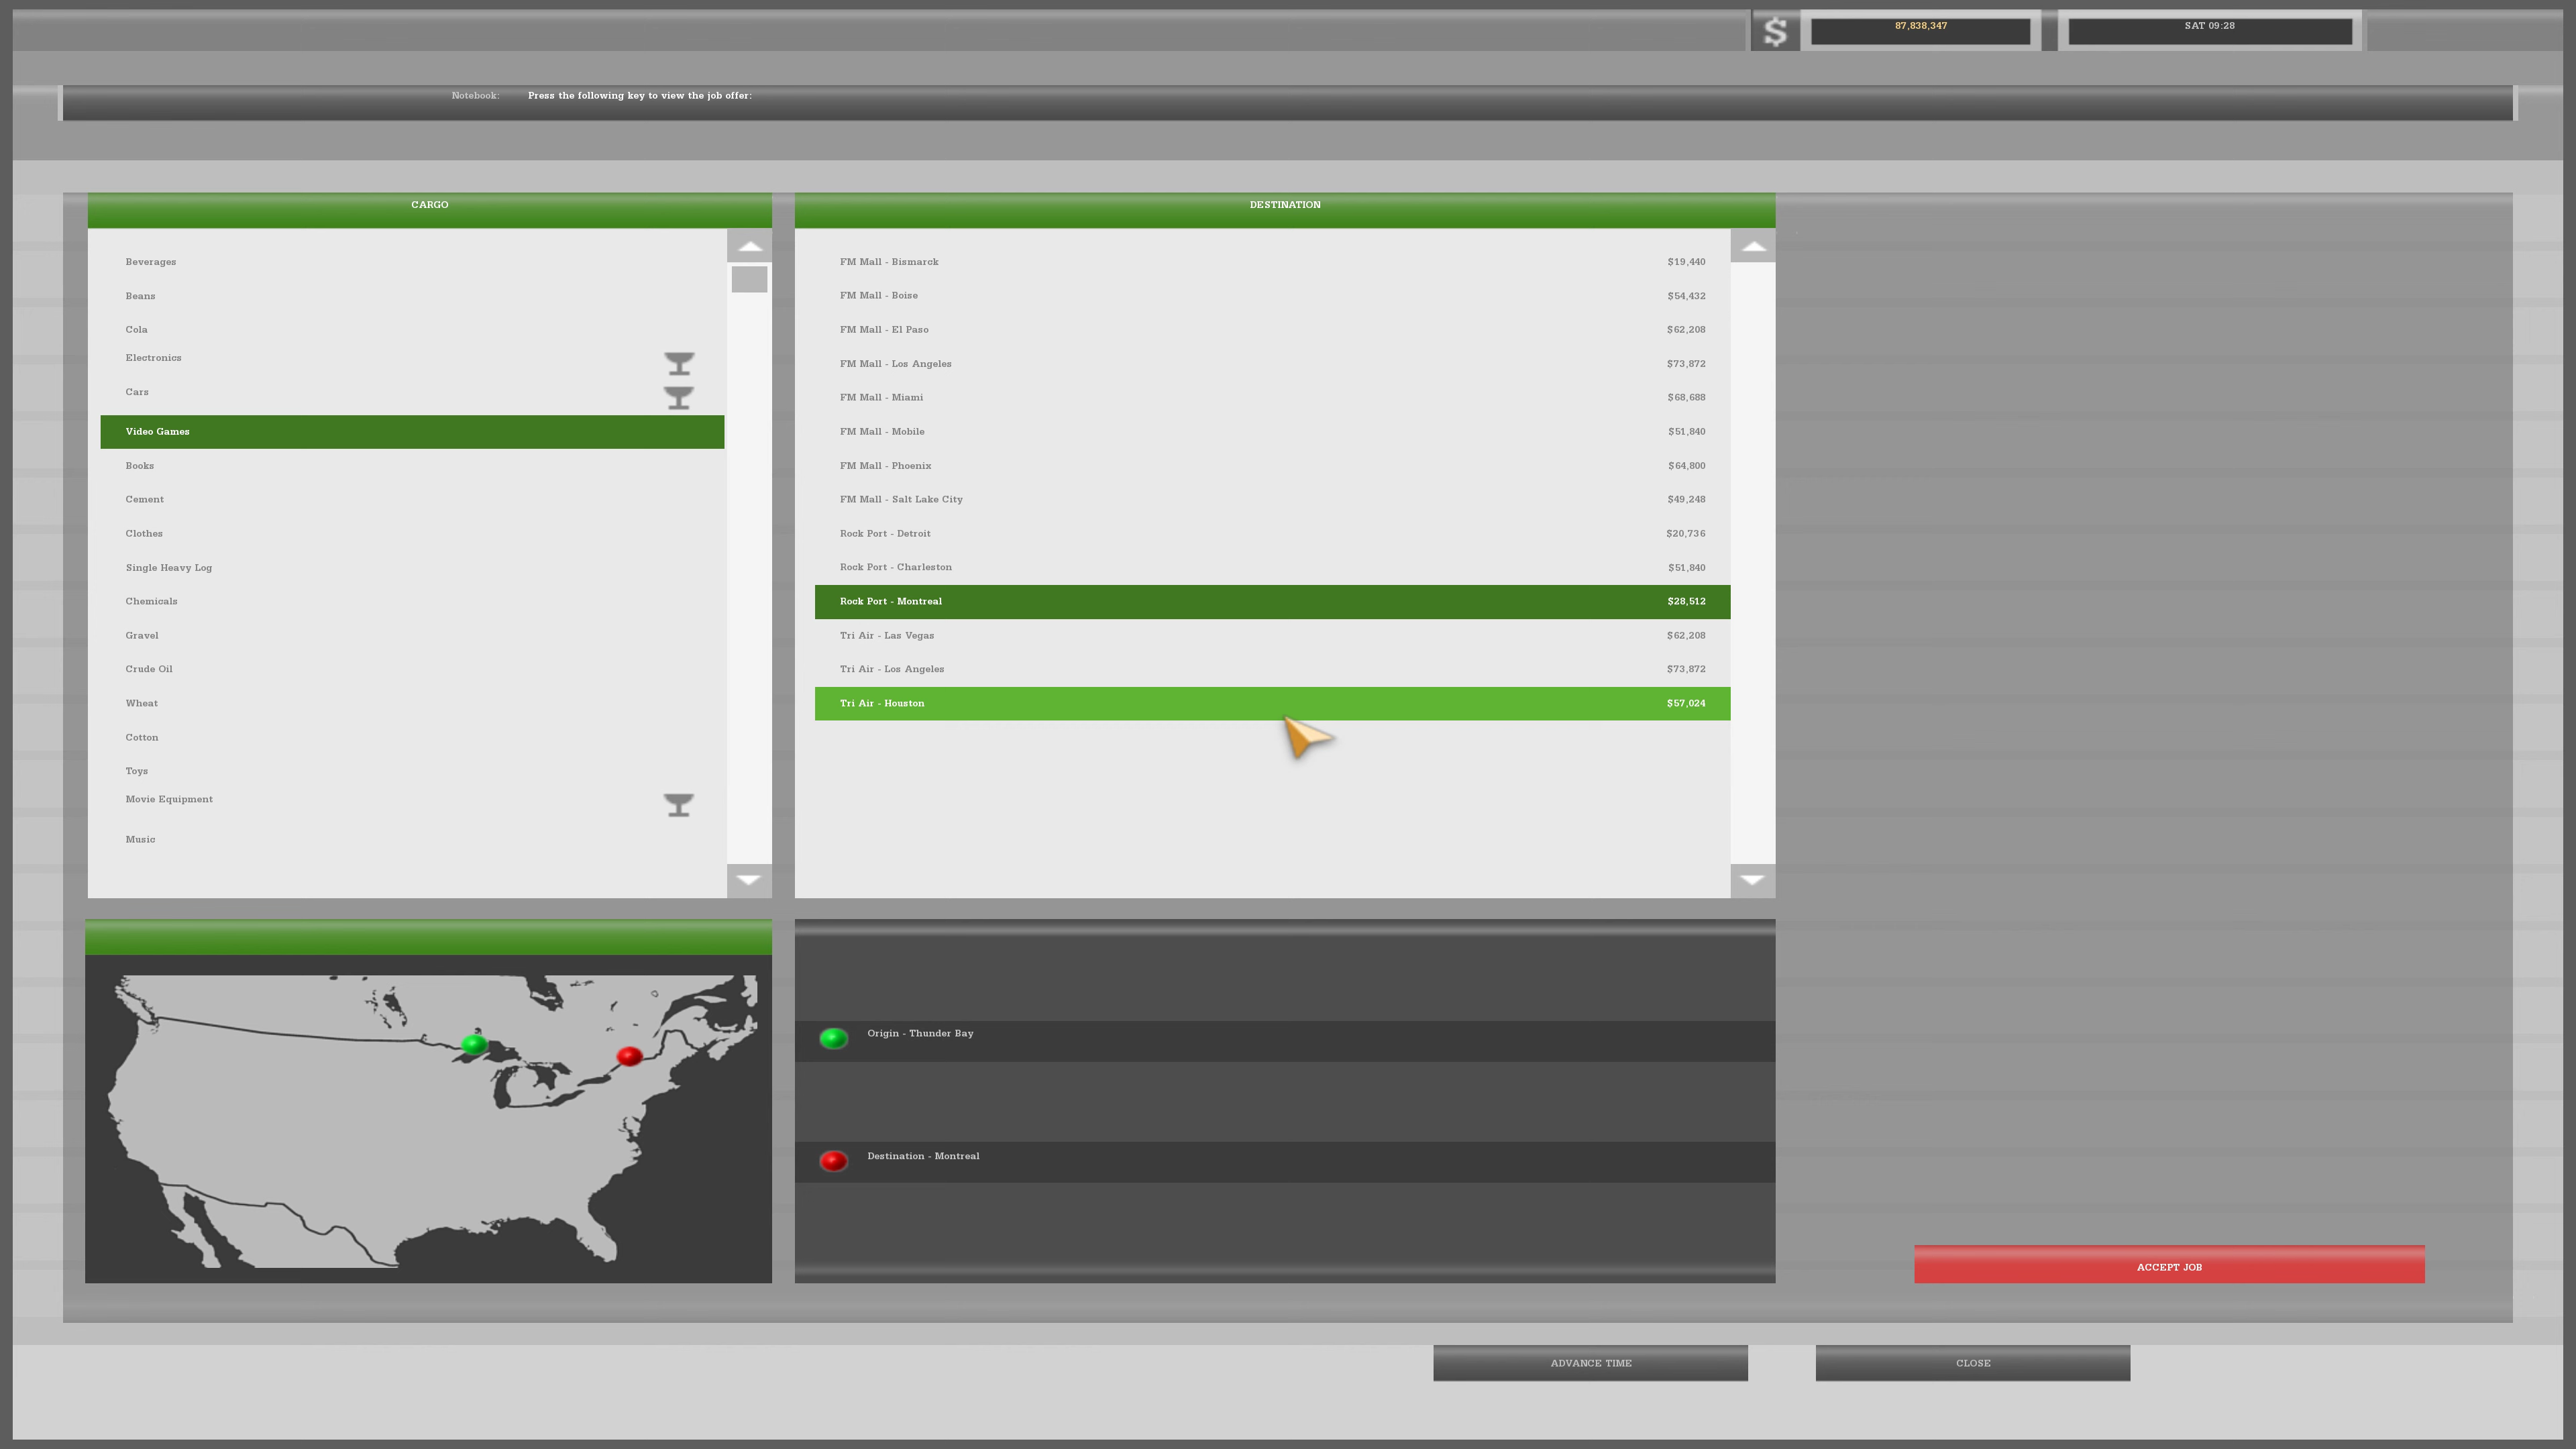 $ 87,838,347 SAT 09:28
Notebook: Press the following key to view the job offer:
CARGO
Beverages
Beans
Cola
Electronics
Cars
Video Games
Books
Cement
Clothes
Single Heavy Log
Chemicals
Gravel
Crude Oil
Wheat
Cotton
Toys
Movie Equipment
Music
DESTINATION
FM Mall - Bismarck $19,440
FM Mall - Boise $54,432
FM Mall - El Paso $62,208
FM Mall - Los Angeles $73,872
FM Mall - Miami $68,688
FM Mall - Mobile $51,840
FM Mall - Phoenix $64,800
FM Mall - Salt Lake City $49,248
Rock Port - Detroit $20,736
Rock Port - Charleston $51,840
Rock Port - Montreal $28,512
Tri Air - Las Vegas $62,208
Tri Air - Los Angeles $73,872
Tri Air - Houston $57,024
Origin - Thunder Bay
Destination - Montreal
ACCEPT JOB
ADVANCE TIME
CLOSE